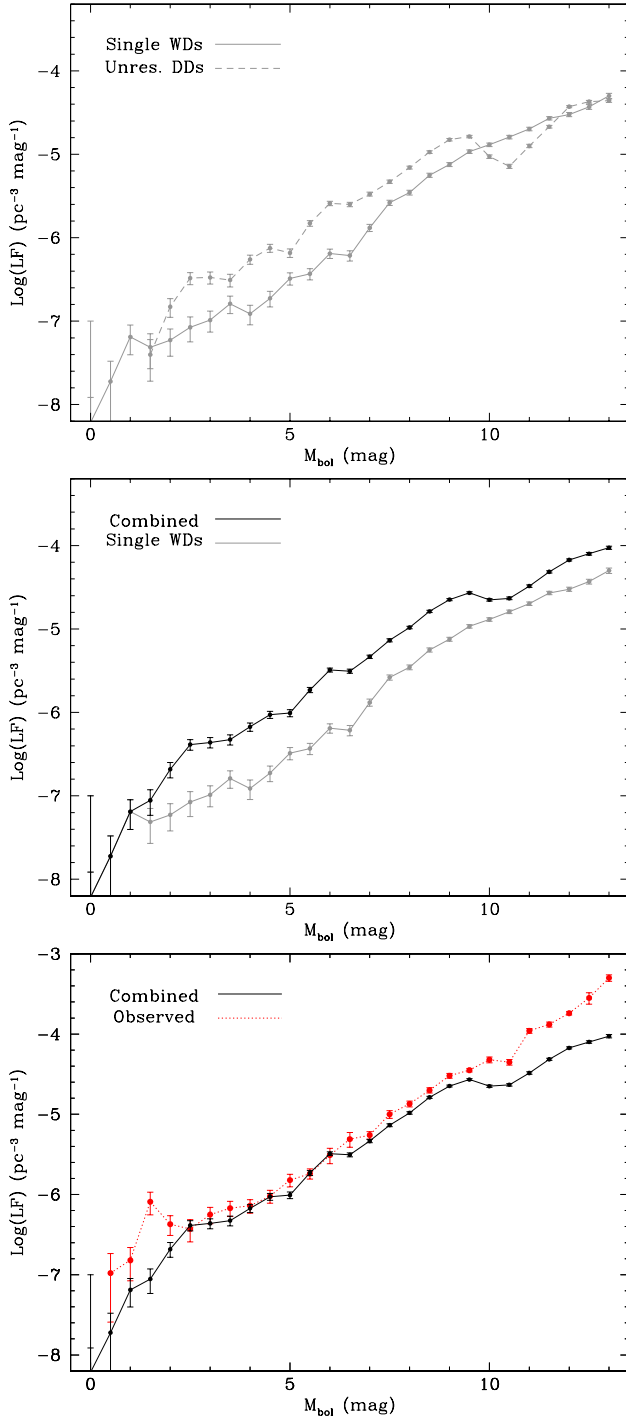 Single WDs
Unres. DDs
-4
-5
-6
-7
-8
Log(LF) (pc⁻³ mag⁻¹)
0
5
10
M_bol (mag)
Combined
Single WDs
-4
-5
-6
-7
-8
Log(LF) (pc⁻³ mag⁻¹)
0
5
10
M_bol (mag)
-3
Combined
Observed
-4
-5
-6
-7
-8
Log(LF) (pc⁻³ mag⁻¹)
0
5
10
M_bol (mag)